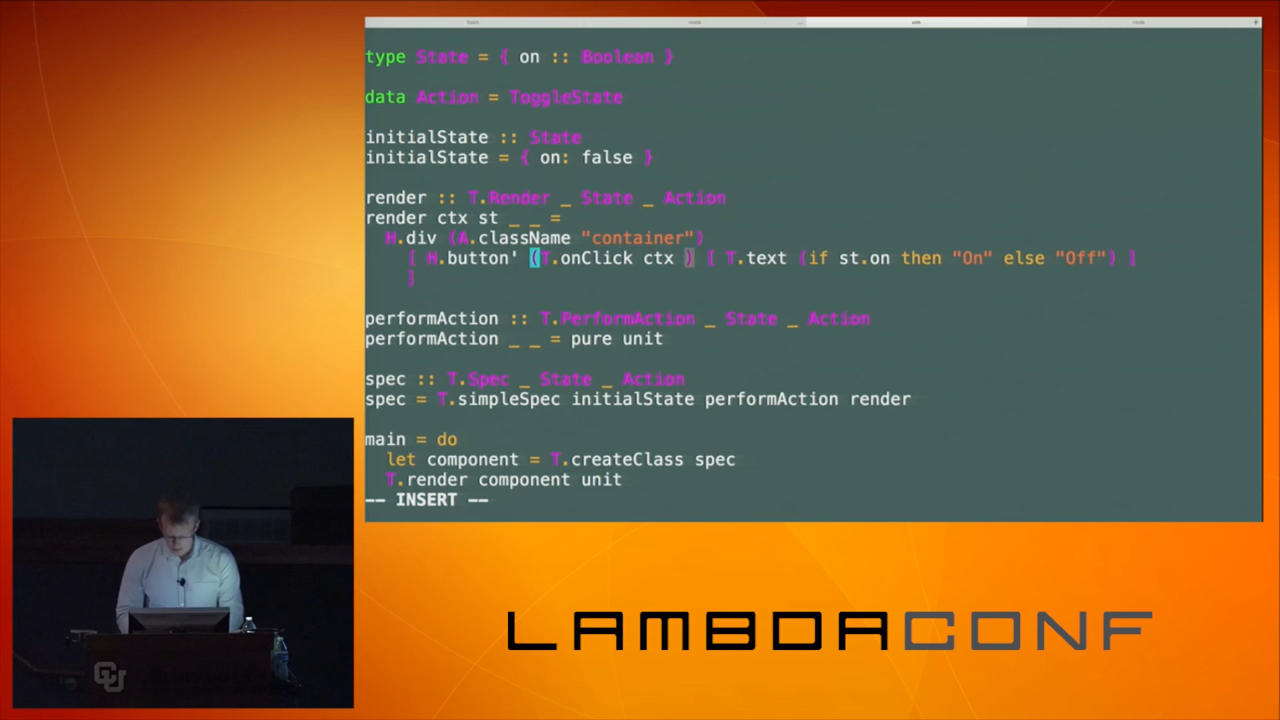 type State = { on :: Boolean }
data Action = ToggleState
initialState :: State
initialState = { on: false }
render :: T.Render _ State _ Action
render ctx st _ _ =
  H.div (A.className "container")
    [ H.button' (T.onClick ctx ) [ T.text (if st.on then "On" else "Off") ]
    ]
performAction :: T.PerformAction _ State _ Action
performAction _ _ = pure unit
spec :: T.Spec _ State _ Action
spec = T.simpleSpec initialState performAction render
main = do
  let component = T.createClass spec
  T.render component unit
-- INSERT --
LAMBDACONF
CU